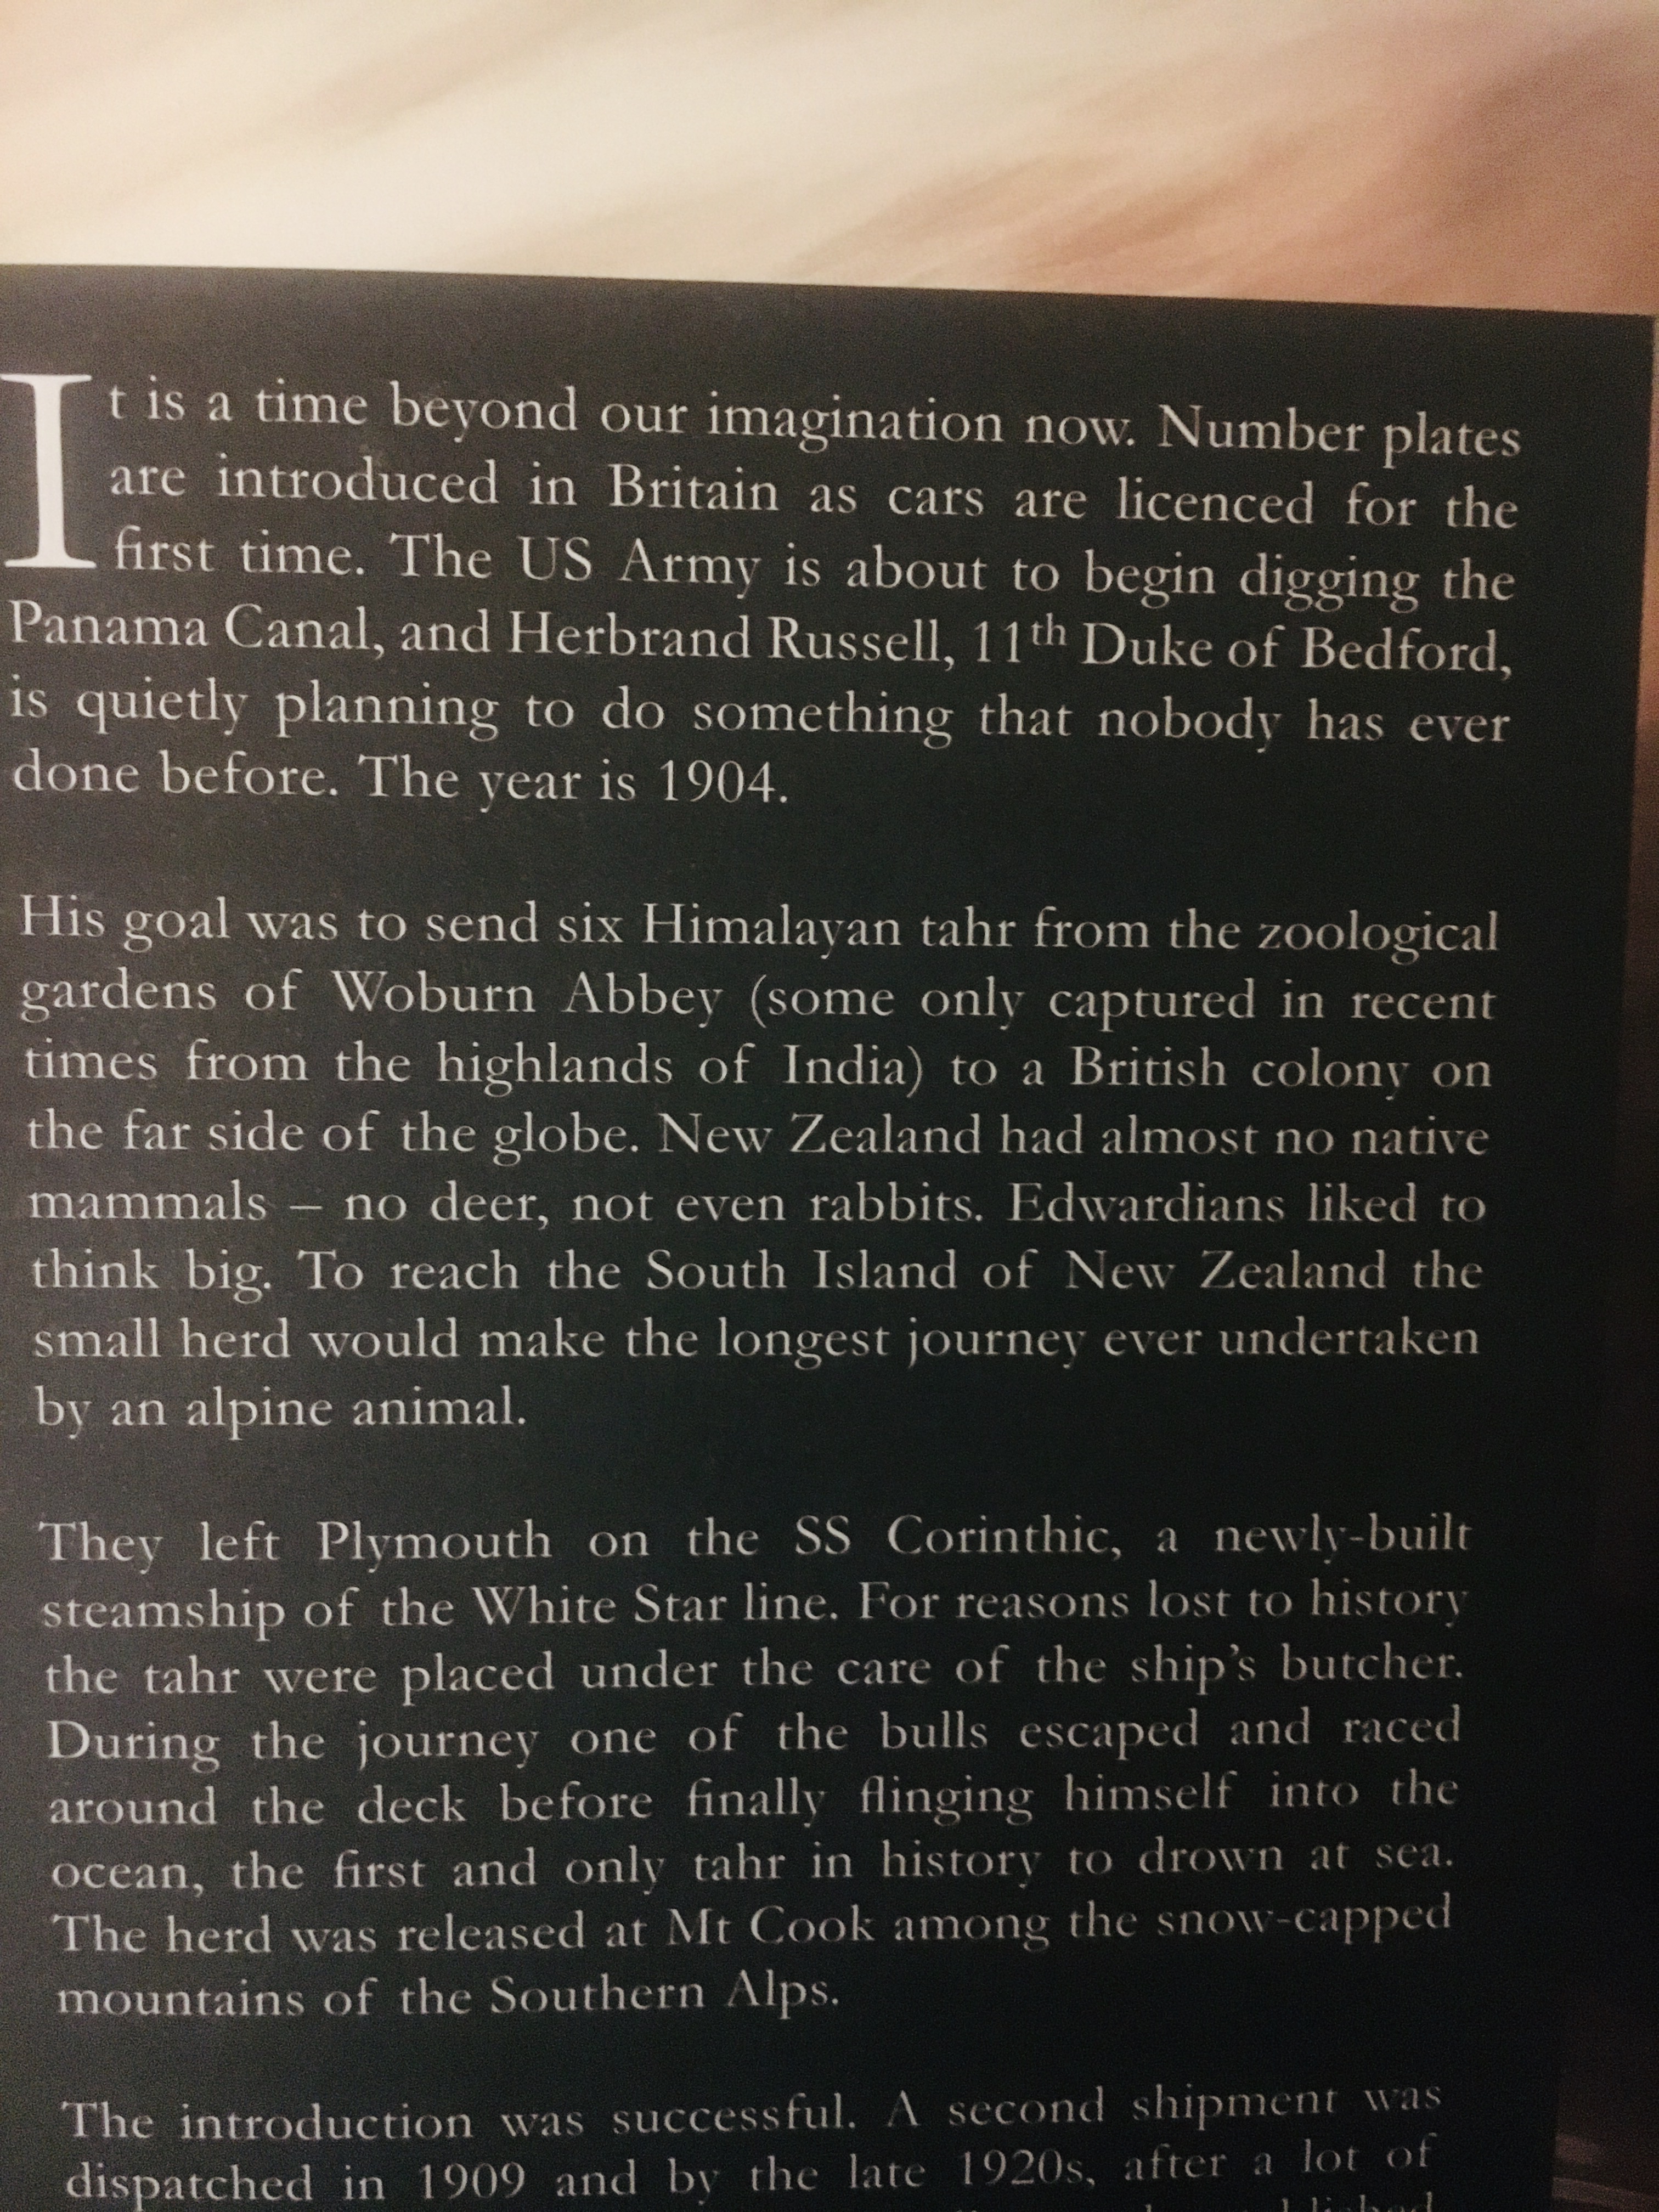 It is a time beyond our imagination now. Number plates
are introduced in Britain as cars are licenced for the
first time. The US Army is about to begin digging the
Panama Canal, and Herbrand Russell, 11th Duke of Bedford,
is quietly planning to do something that nobody has ever
done before. The year is 1904.
His goal was to send six Himalayan tahr from the zoological
gardens of Woburn Abbey (some only captured in recent
times from the highlands of India) to a British colony on
the far side of the globe. New Zealand had almost no native
mammals – no deer, not even rabbits. Edwardians liked to
think big. To reach the South Island of New Zealand the
small herd would make the longest journey ever undertaken
by an alpine animal.
They left Plymouth on the SS Corinthic, a newly-built
steamship of the White Star line. For reasons lost to history
the tahr were placed under the care of the ship's butcher.
During the journey one of the bulls escaped and raced
around the deck before finally flinging himself into the
ocean, the first and only tahr in history to drown at sea.
The herd was released at Mt Cook among the snow-capped
mountains of the Southern Alps.
The introduction was successful. A second shipment was
dispatched in 1909 and by the late 1920s, after a lot of